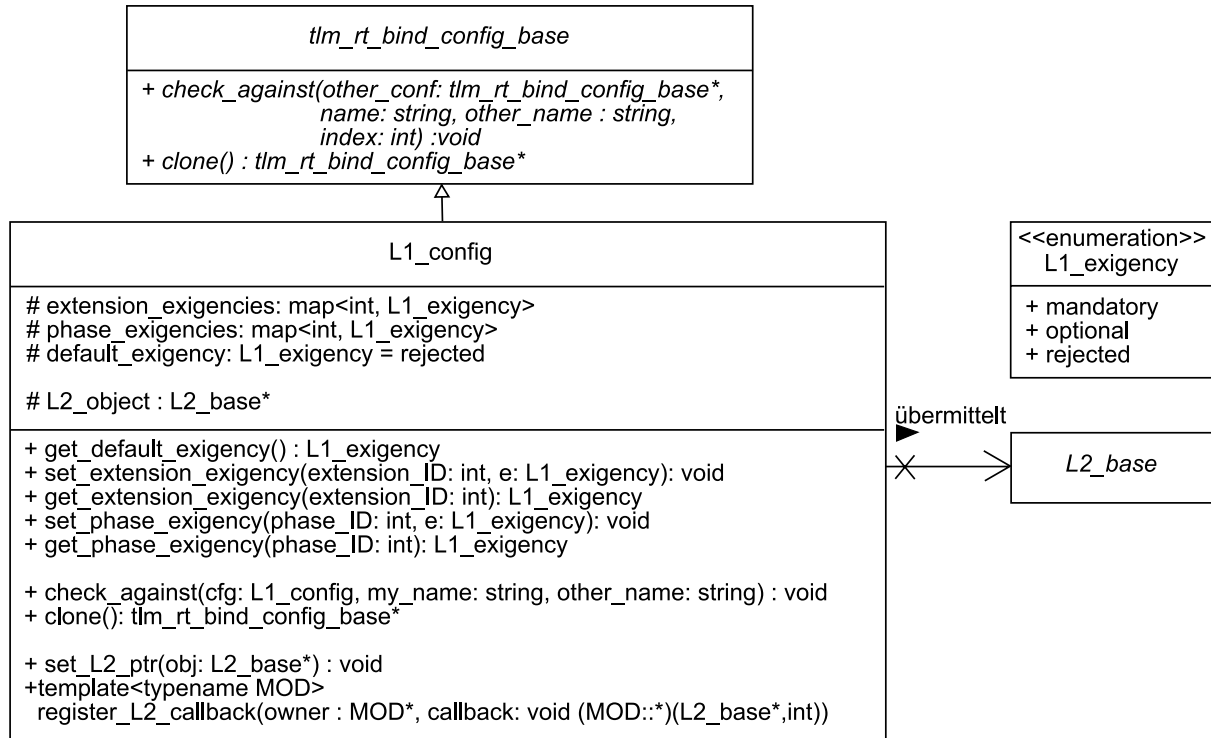 tlm_rt_bind_config_base
+ check_against(other_conf: tlm_rt_bind_config_base*,
name: string, other_name : string,
index: int) :void
+ clone() : tlm_rt_bind_config_base*
L1_config
# extension_exigencies: map<int, L1_exigency>
# phase_exigencies: map<int, L1_exigency>
# default_exigency: L1_exigency = rejected
# L2_object : L2_base*
+ get_default_exigency() : L1_exigency
+ set_extension_exigency(extension_ID: int, e: L1_exigency): void
+ get_extension_exigency(extension_ID: int): L1_exigency
+ set_phase_exigency(phase_ID: int, e: L1_exigency): void
+ get_phase_exigency(phase_ID: int): L1_exigency
+ check_against(cfg: L1_config, my_name: string, other_name: string) : void
+ clone(): tlm_rt_bind_config_base*
+ set_L2_ptr(obj: L2_base*) : void
+template<typename MOD>
register_L2_callback(owner : MOD*, callback: void (MOD::*)(L2_base*,int))
<<enumeration>>
L1_exigency
+ mandatory
+ optional
+ rejected
übermittelt
L2_base